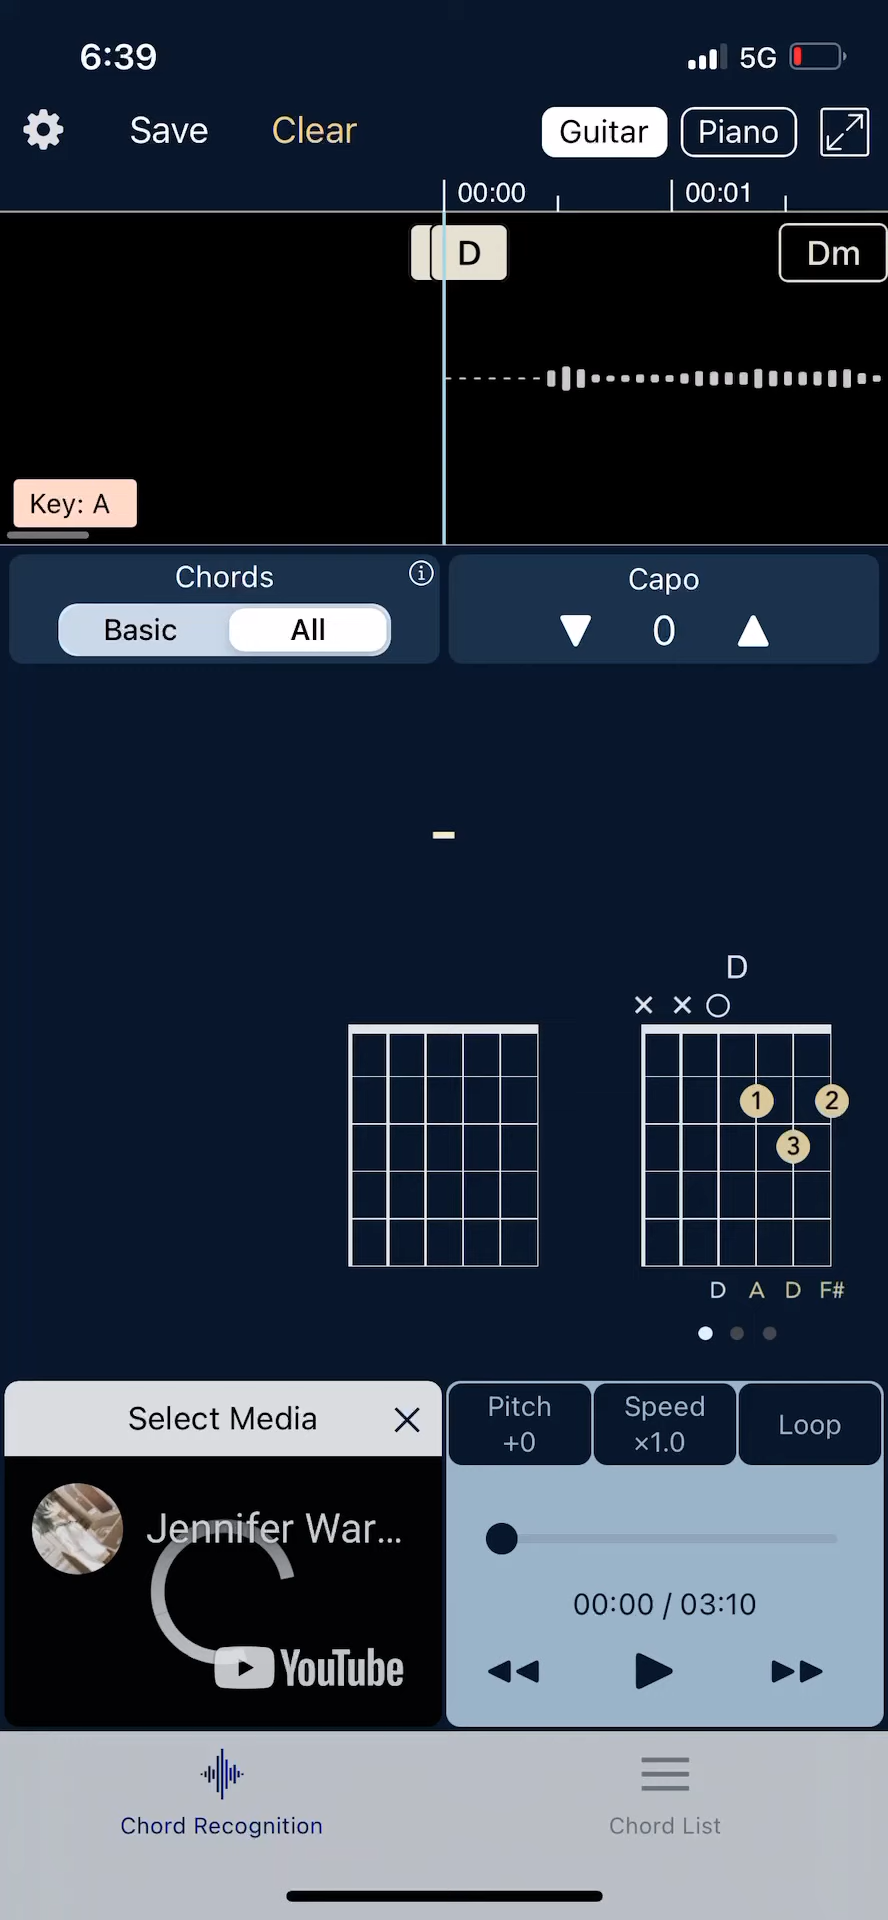 6:39 5G
Save Clear Guitar Piano
00:00 00:01
D Dm
Key: A
Chords Capo
Basic All 0
D
1 2
3
D A D F#
Select Media Pitch Speed Loop
+0 ×1.0
Jennifer War...
00:00 / 03:10
YouTube
Chord Recognition Chord List